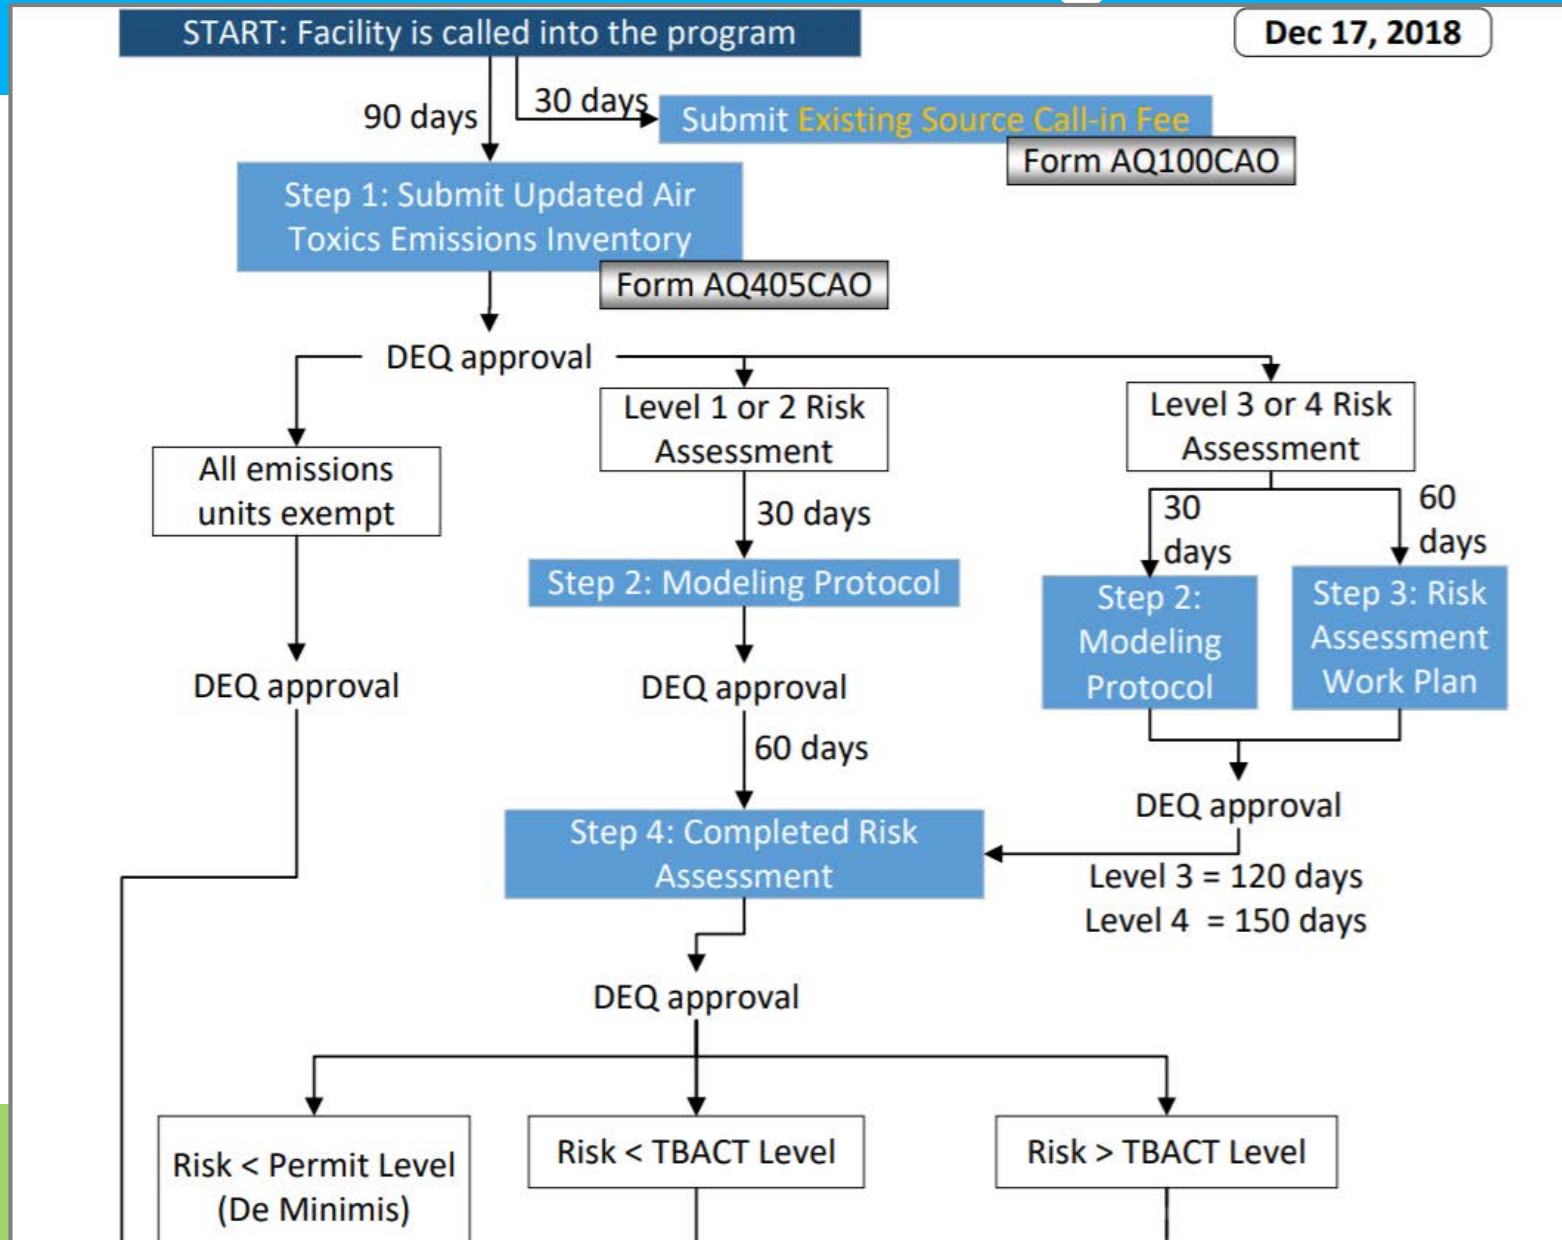 START: Facility is called into the program
Dec 17, 2018
90 days
30 days
Submit Existing Source Call-in Fee
Form AQ100CAO
Step 1: Submit Updated Air
Toxics Emissions Inventory
Form AQ405CAO
DEQ approval
Level 1 or 2 Risk
Assessment
Level 3 or 4 Risk
Assessment
All emissions
units exempt
30 days
30
days
60
days
Step 2: Modeling Protocol
Step 2:
Modeling
Protocol
Step 3: Risk
Assessment
Work Plan
DEQ approval
DEQ approval
60 days
DEQ approval
Step 4: Completed Risk
Assessment
Level 3 = 120 days
Level 4 = 150 days
DEQ approval
Risk < Permit Level
(De Minimis)
Risk < TBACT Level
Risk > TBACT Level